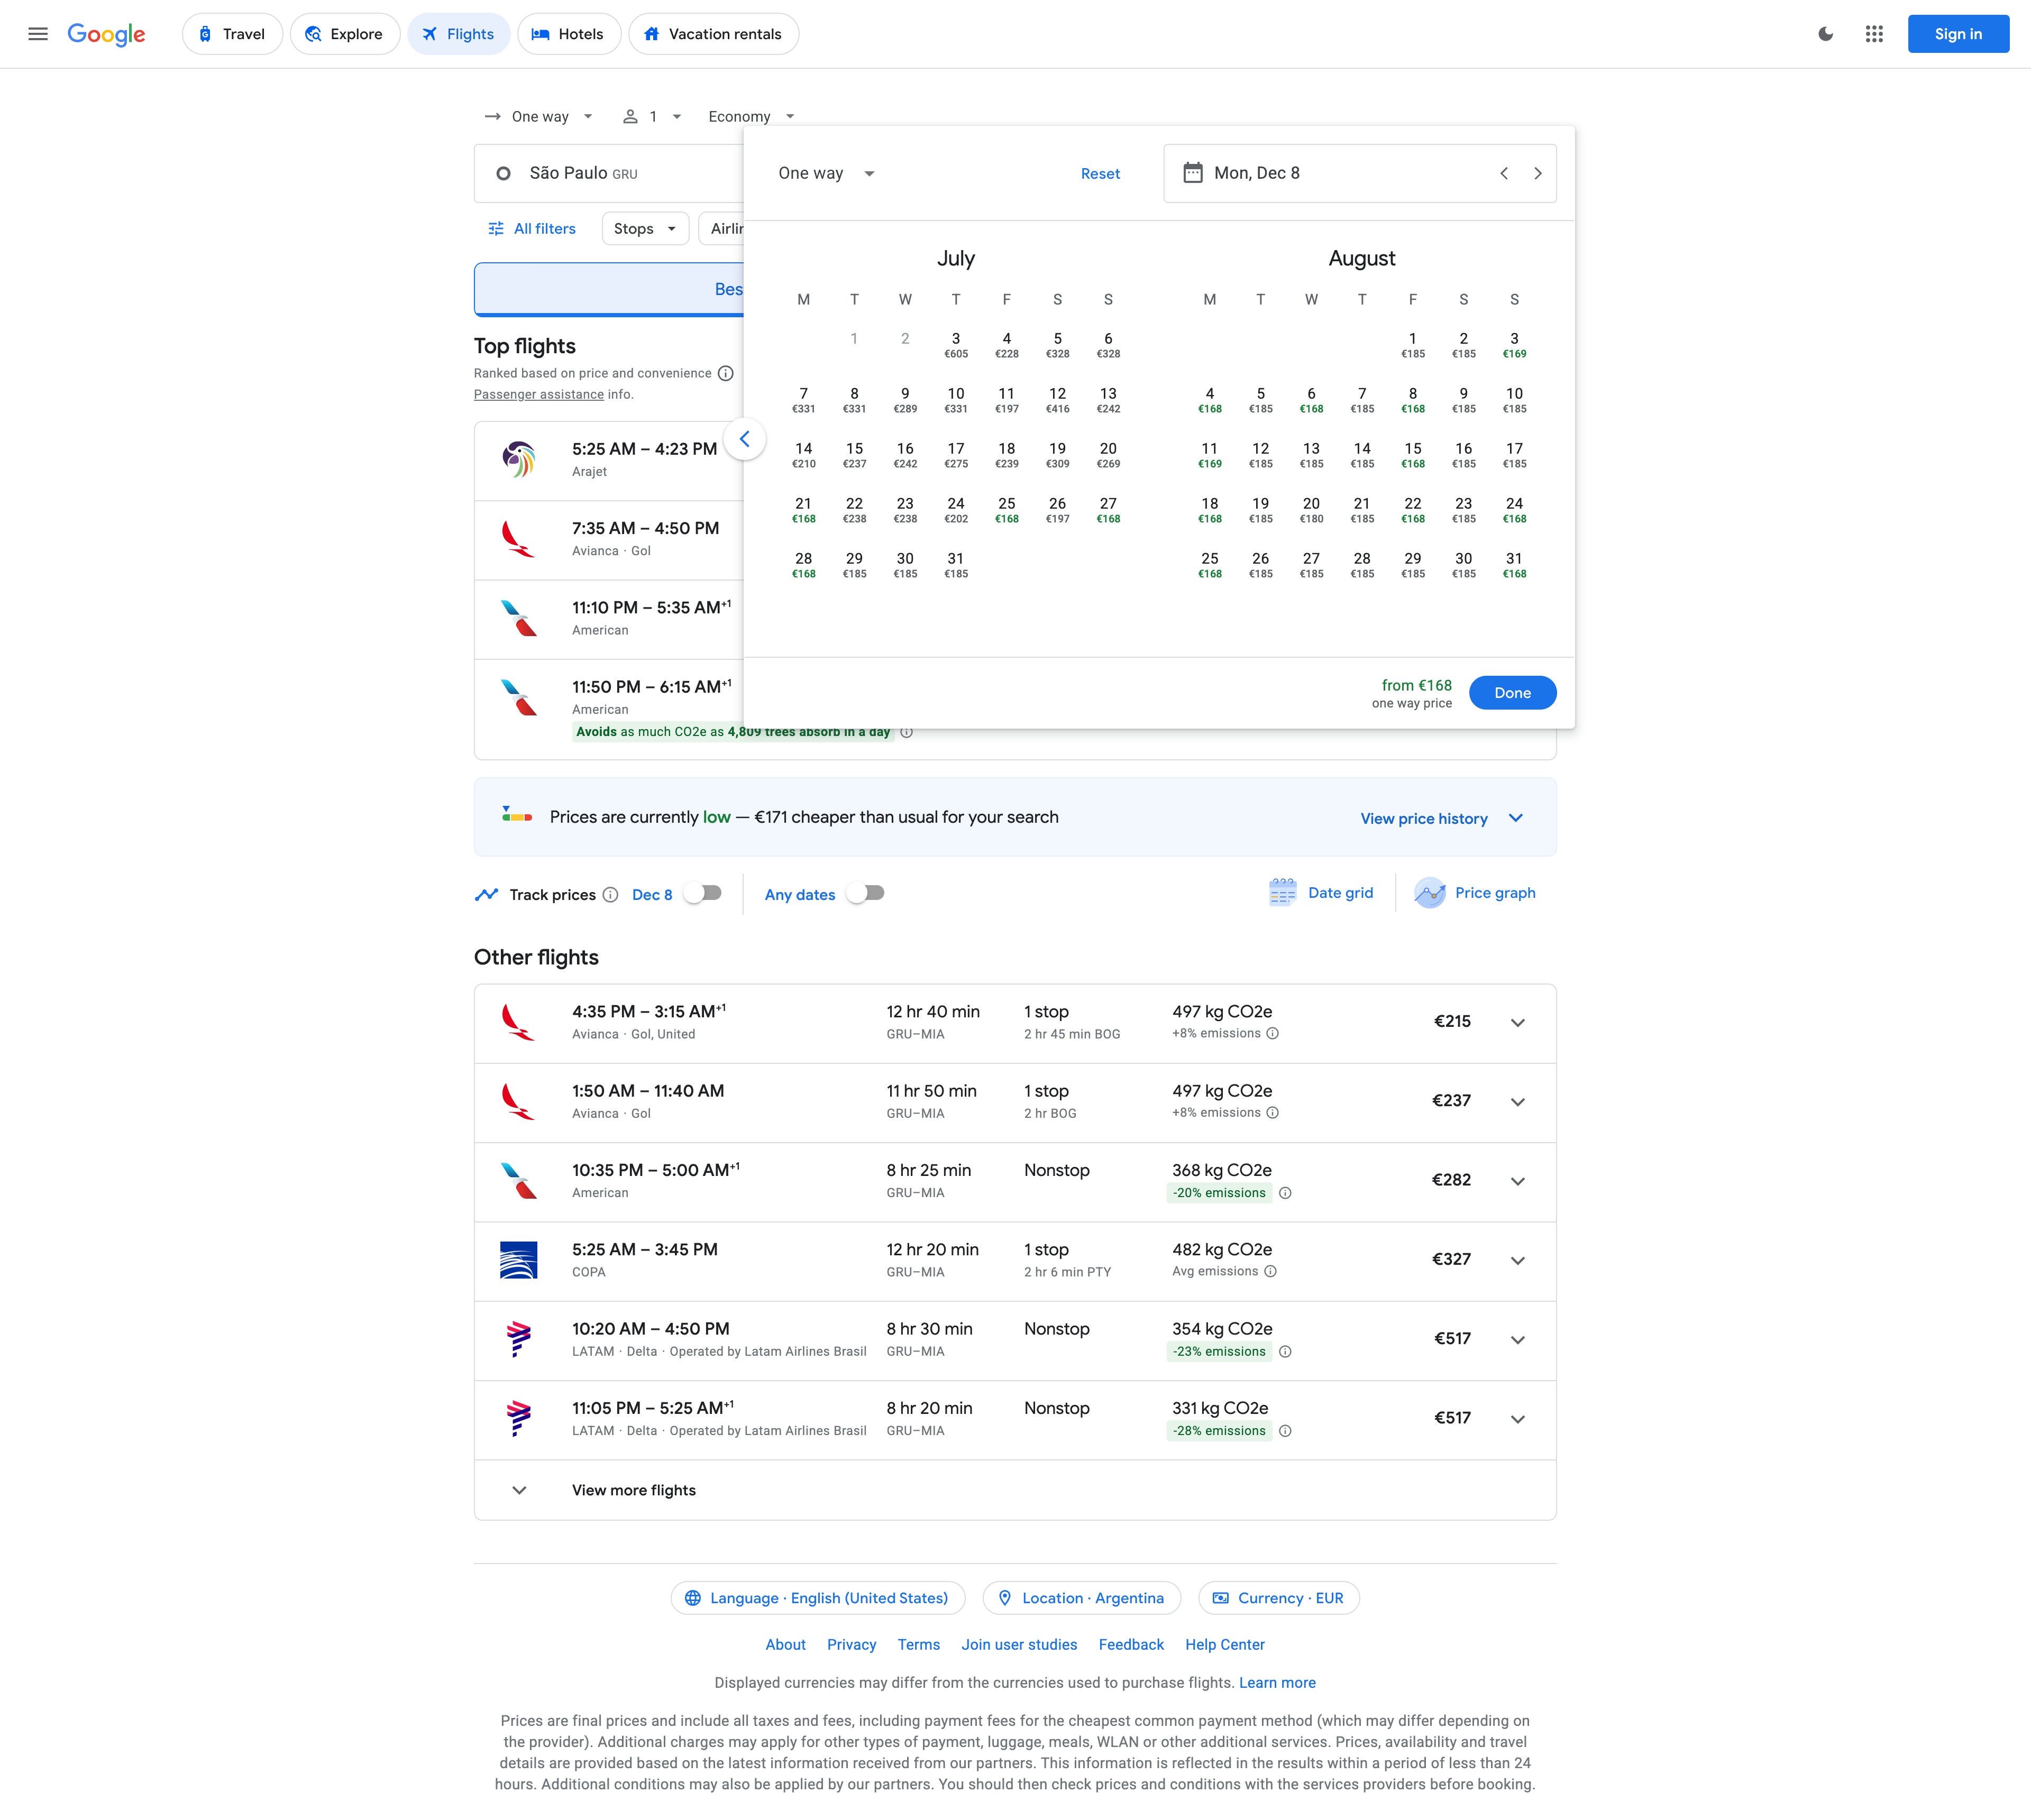 Google
Travel
Explore
Flights
Hotels
Vacation rentals
Sign in
One way
1
Economy
São Paulo GRU
One way
Reset
Mon, Dec 8
All filters
Stops
Airlin
July
August
M T W T F S S
M T W T F S S
1 2 3 4 5 6
€605 €228 €328 €328
1 2 3
€185 €185 €169
7 8 9 10 11 12 13
€331 €331 €289 €331 €197 €416 €242
4 5 6 7 8 9 10
€168 €185 €168 €185 €168 €185 €185
14 15 16 17 18 19 20
€210 €237 €242 €275 €239 €309 €269
11 12 13 14 15 16 17
€169 €185 €185 €185 €168 €185 €185
21 22 23 24 25 26 27
€168 €238 €238 €202 €168 €197 €168
18 19 20 21 22 23 24
€168 €185 €180 €185 €168 €185 €168
28 29 30 31
€168 €185 €185 €185
25 26 27 28 29 30 31
€168 €185 €185 €185 €185 €185 €168
from €168
one way price
Done
Bes
Top flights
Ranked based on price and convenience
Passenger assistance info.
5:25 AM – 4:23 PM
Arajet
7:35 AM – 4:50 PM
Avianca · Gol
11:10 PM – 5:35 AM+1
American
11:50 PM – 6:15 AM+1
American
Avoids as much CO2e as 4,809 trees absorb in a day
Prices are currently low — €171 cheaper than usual for your search
View price history
Track prices
Dec 8
Any dates
Date grid
Price graph
Other flights
4:35 PM – 3:15 AM+1 12 hr 40 min 1 stop 497 kg CO2e €215
Avianca · Gol, United GRU–MIA 2 hr 45 min BOG +8% emissions
1:50 AM – 11:40 AM 11 hr 50 min 1 stop 497 kg CO2e €237
Avianca · Gol GRU–MIA 2 hr BOG +8% emissions
10:35 PM – 5:00 AM+1 8 hr 25 min Nonstop 368 kg CO2e €282
American GRU–MIA -20% emissions
5:25 AM – 3:45 PM 12 hr 20 min 1 stop 482 kg CO2e €327
COPA GRU–MIA 2 hr 6 min PTY Avg emissions
10:20 AM – 4:50 PM 8 hr 30 min Nonstop 354 kg CO2e €517
LATAM · Delta · Operated by Latam Airlines Brasil GRU–MIA -23% emissions
11:05 PM – 5:25 AM+1 8 hr 20 min Nonstop 331 kg CO2e €517
LATAM · Delta · Operated by Latam Airlines Brasil GRU–MIA -28% emissions
View more flights
Language · English (United States)
Location · Argentina
Currency · EUR
About Privacy Terms Join user studies Feedback Help Center
Displayed currencies may differ from the currencies used to purchase flights. Learn more
Prices are final prices and include all taxes and fees, including payment fees for the cheapest common payment method (which may differ depending on
the provider). Additional charges may apply for other types of payment, luggage, meals, WLAN or other additional services. Prices, availability and travel
details are provided based on the latest information received from our partners. This information is reflected in the results within a period of less than 24
hours. Additional conditions may also be applied by our partners. You should then check prices and conditions with the services providers before booking.